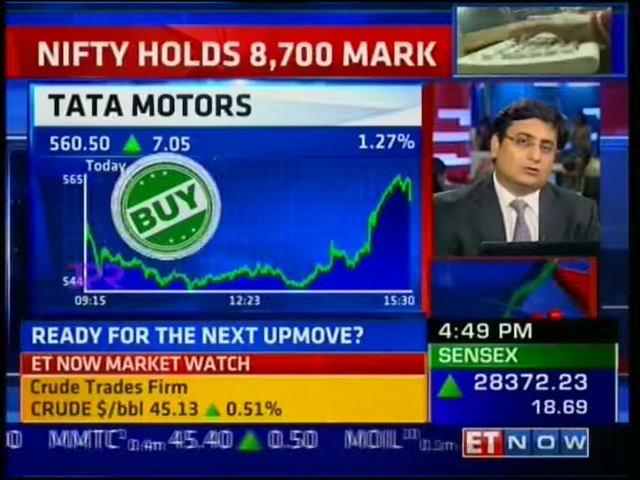 NIFTY HOLDS 8,700 MARK
TATA MOTORS
560.50 ▲ 7.05 1.27%
Today
565
BUY
544
09:15 12:23 15:30
READY FOR THE NEXT UPMOVE?
ET NOW MARKET WATCH
Crude Trades Firm
CRUDE $/bbl 45.13 ▲ 0.51%
4:49 PM
SENSEX
▲ 28372.23
18.69
MMTC 45.40 ▲ 0.50 MOIL
ET NOW